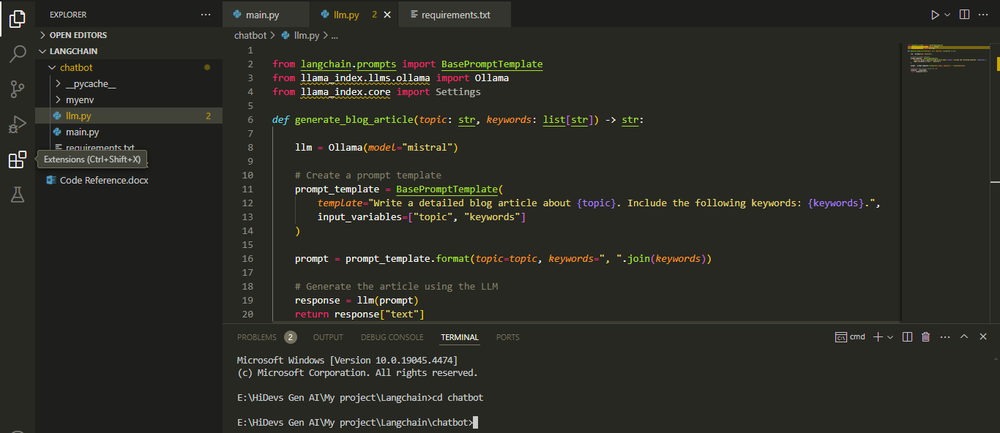 EXPLORER
OPEN EDITORS
LANGCHAIN
chatbot
__pycache__
myenv
llm.py 2
main.py
requirements.txt
Extensions (Ctrl+Shift+X)
Code Reference.docx
main.py
llm.py 2
requirements.txt
chatbot > llm.py > ...
1
2 from langchain.prompts import BasePromptTemplate
3 from llama_index.llms.ollama import Ollama
4 from llama_index.core import Settings
5
6 def generate_blog_article(topic: str, keywords: list[str]) -> str:
7
8 llm = Ollama(model="mistral")
9
10 # Create a prompt template
11 prompt_template = BasePromptTemplate(
12 template="Write a detailed blog article about {topic}. Include the following keywords: {keywords}.",
13 input_variables=["topic", "keywords"]
14 )
15
16 prompt = prompt_template.format(topic=topic, keywords=", ".join(keywords))
17
18 # Generate the article using the LLM
19 response = llm(prompt)
20 return response["text"]
PROBLEMS 2 OUTPUT DEBUG CONSOLE TERMINAL PORTS
cmd
Microsoft Windows [Version 10.0.19045.4474]
(c) Microsoft Corporation. All rights reserved.
E:\HiDevs Gen AI\My project\Langchain>cd chatbot
E:\HiDevs Gen AI\My project\Langchain\chatbot>